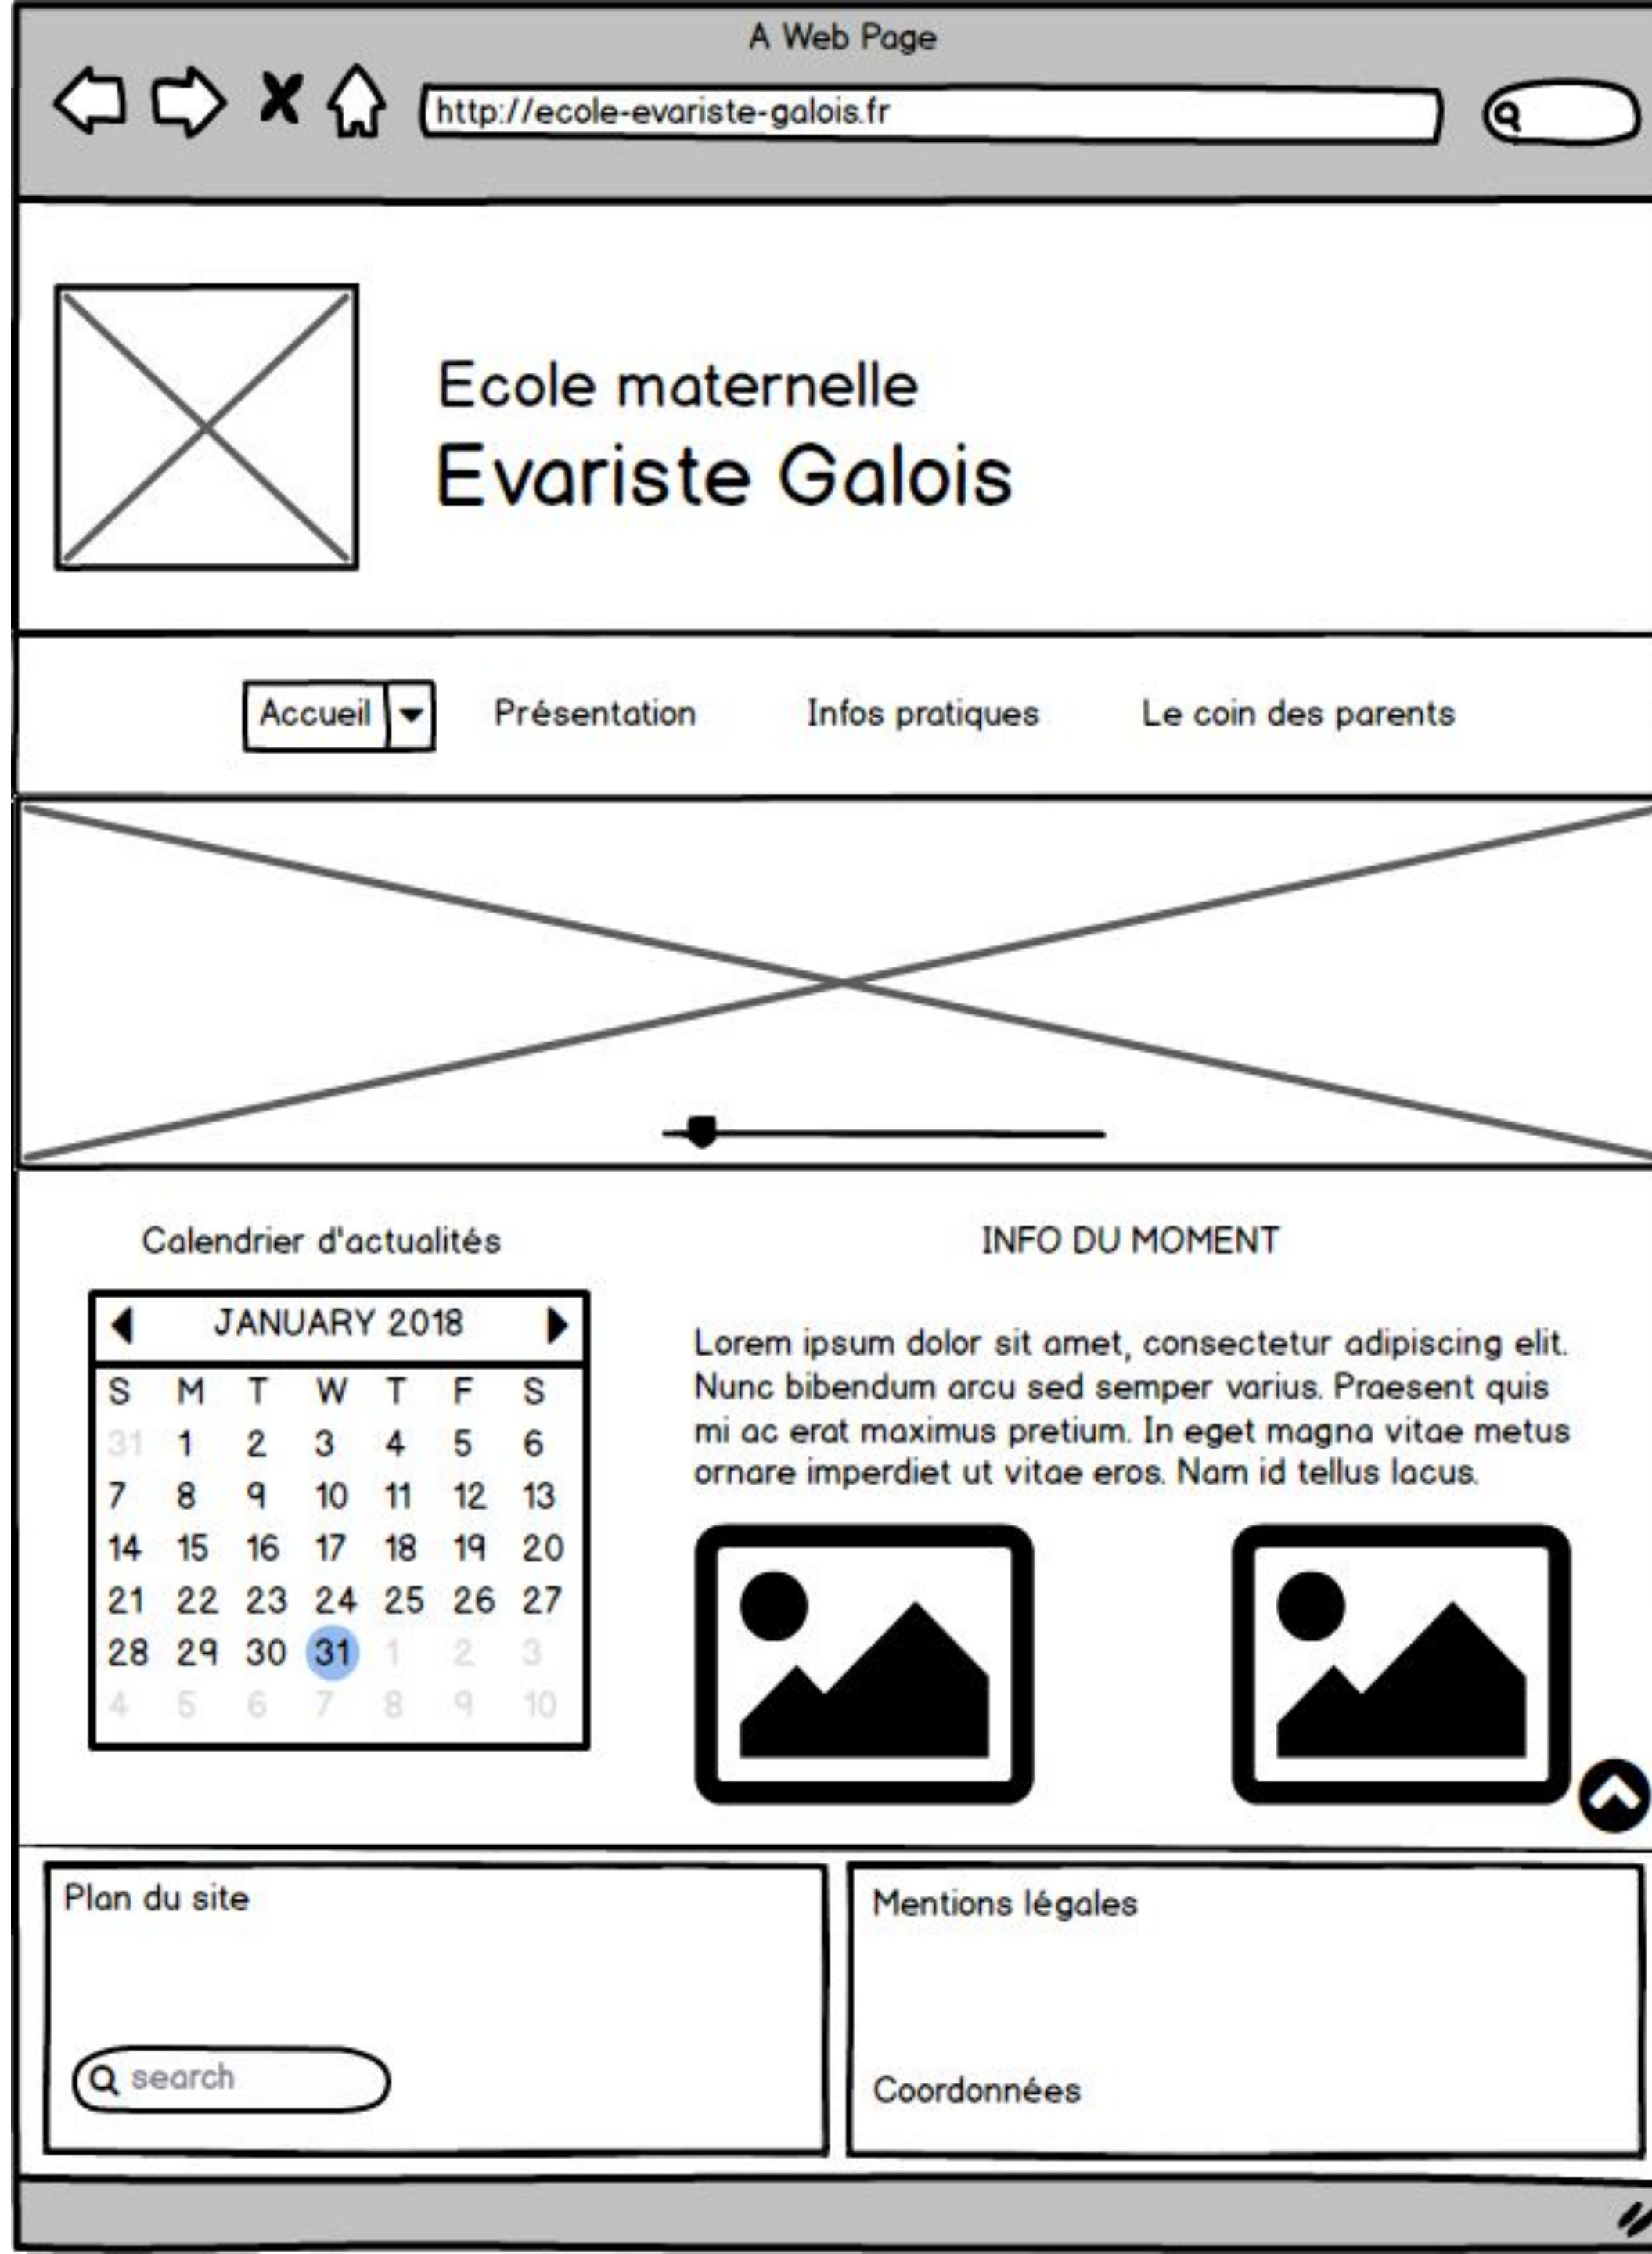 A Web Page
http://ecole-evariste-galois.fr
Ecole maternelle
Evariste Galois
Accueil Présentation Infos pratiques Le coin des parents
Calendrier d'actualités
JANUARY 2018
S M T W T F S
31 1 2 3 4 5 6
7 8 9 10 11 12 13
14 15 16 17 18 19 20
21 22 23 24 25 26 27
28 29 30 31 1 2 3
4 5 6 7 8 9 10
INFO DU MOMENT
Lorem ipsum dolor sit amet, consectetur adipiscing elit.
Nunc bibendum arcu sed semper varius. Praesent quis
mi ac erat maximus pretium. In eget magna vitae metus
ornare imperdiet ut vitae eros. Nam id tellus lacus.
Plan du site
search
Mentions légales
Coordonnées